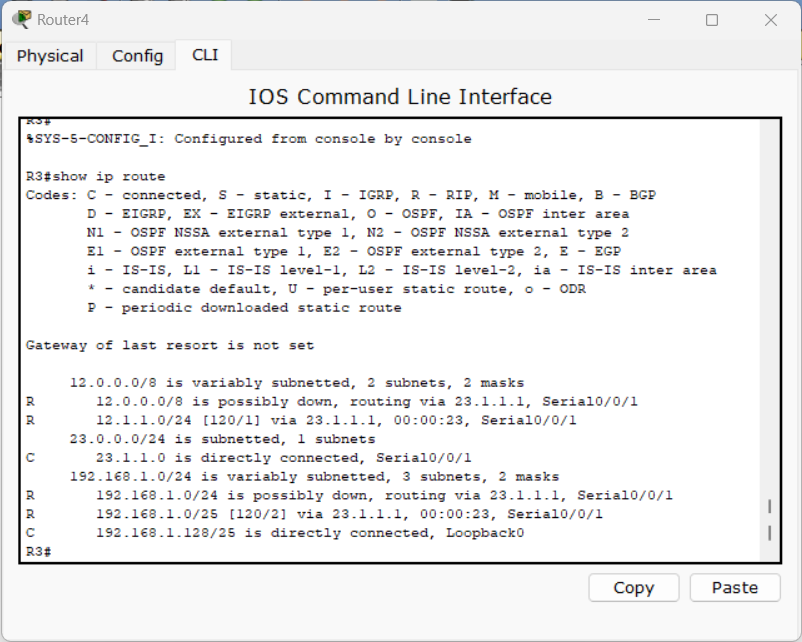 Router4
Physical Config CLI
IOS Command Line Interface
R3#
%SYS-5-CONFIG_I: Configured from console by console
R3#show ip route
Codes: C - connected, S - static, I - IGRP, R - RIP, M - mobile, B - BGP
D - EIGRP, EX - EIGRP external, O - OSPF, IA - OSPF inter area
N1 - OSPF NSSA external type 1, N2 - OSPF NSSA external type 2
E1 - OSPF external type 1, E2 - OSPF external type 2, E - EGP
i - IS-IS, L1 - IS-IS level-1, L2 - IS-IS level-2, ia - IS-IS inter area
* - candidate default, U - per-user static route, o - ODR
P - periodic downloaded static route
Gateway of last resort is not set
12.0.0.0/8 is variably subnetted, 2 subnets, 2 masks
R 12.0.0.0/8 is possibly down, routing via 23.1.1.1, Serial0/0/1
R 12.1.1.0/24 [120/1] via 23.1.1.1, 00:00:23, Serial0/0/1
23.0.0.0/24 is subnetted, 1 subnets
C 23.1.1.0 is directly connected, Serial0/0/1
192.168.1.0/24 is variably subnetted, 3 subnets, 2 masks
R 192.168.1.0/24 is possibly down, routing via 23.1.1.1, Serial0/0/1
R 192.168.1.0/25 [120/2] via 23.1.1.1, 00:00:23, Serial0/0/1
C 192.168.1.128/25 is directly connected, Loopback0
R3#
Copy Paste